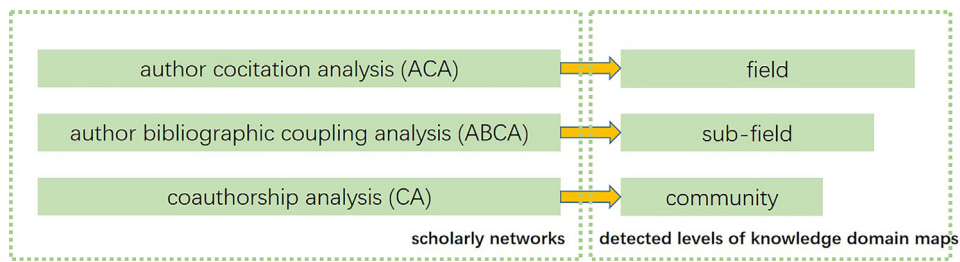 author cocitation analysis (ACA)
field
author bibliographic coupling analysis (ABCA)
sub-field
coauthorship analysis (CA)
community
scholarly networks
detected levels of knowledge domain maps